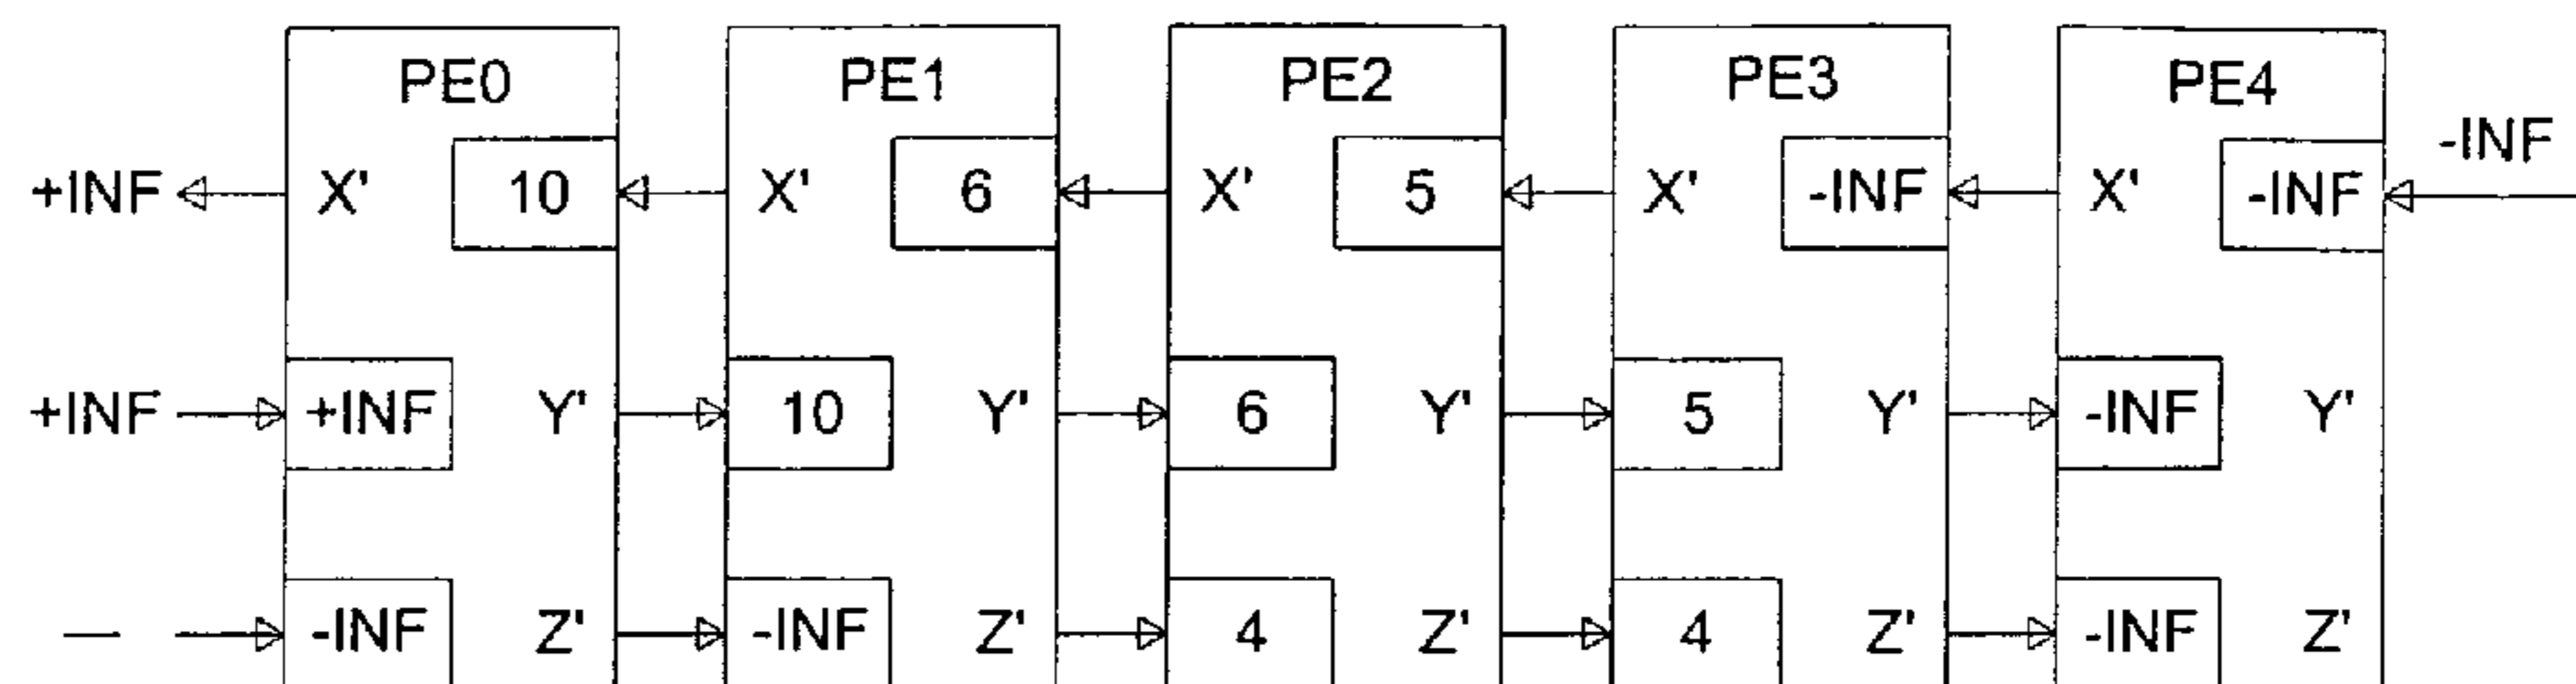 PE0 PE1 PE2 PE3 PE4
-INF
+INF X' 10 X' 6 X' 5 X' -INF X' -INF
+INF +INF Y' 10 Y' 6 Y' 5 Y' -INF Y'
— -INF Z' -INF Z' 4 Z' 4 Z' -INF Z'